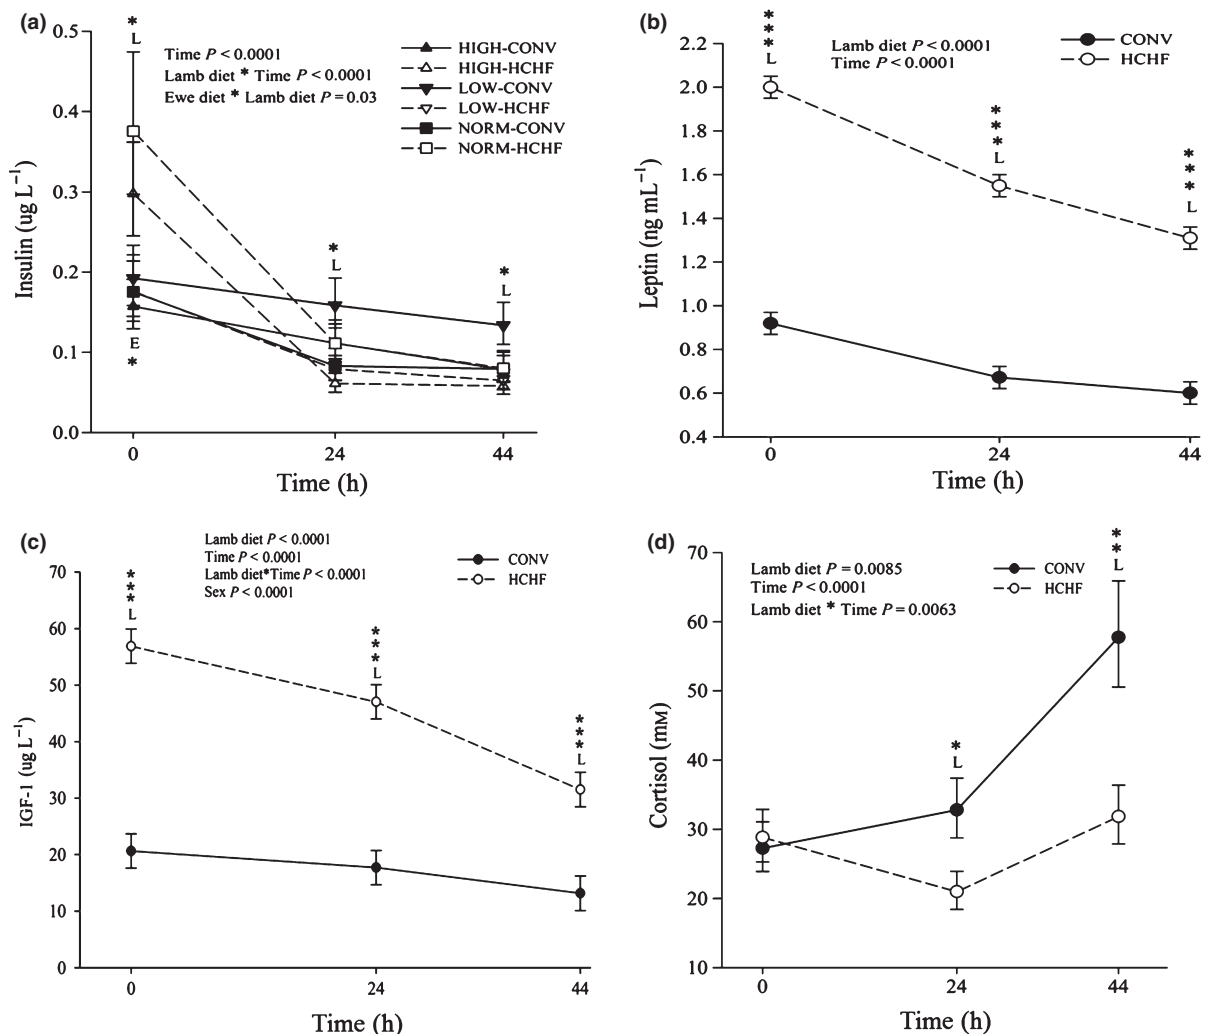 (a)
0.5
0.4
0.3
0.2
0.1
0.0
Insulin (ug L⁻¹)
*
L
Time P < 0.0001
Lamb diet * Time P < 0.0001
Ewe diet * Lamb diet P = 0.03
HIGH-CONV
HIGH-HCHF
LOW-CONV
LOW-HCHF
NORM-CONV
NORM-HCHF
*
L
*
L
E
*
0
24
44
Time (h)
(b)
2.2
2.0
1.8
1.6
1.4
1.2
1.0
0.8
0.6
0.4
Leptin (ng mL⁻¹)
*
*
*
L
Lamb diet P < 0.0001
Time P < 0.0001
CONV
HCHF
*
*
*
L
*
*
*
L
0
24
44
Time (h)
(c)
70
60
50
40
30
20
10
0
IGF-1 (ug L⁻¹)
Lamb diet P < 0.0001
Time P < 0.0001
Lamb diet*Time P < 0.0001
Sex P < 0.0001
CONV
HCHF
*
*
*
L
*
*
*
L
*
*
*
L
0
24
44
Time (h)
(d)
70
60
50
40
30
20
10
Cortisol (mM)
Lamb diet P = 0.0085
Time P < 0.0001
Lamb diet * Time P = 0.0063
CONV
HCHF
*
*
L
*
L
0
24
44
Time (h)